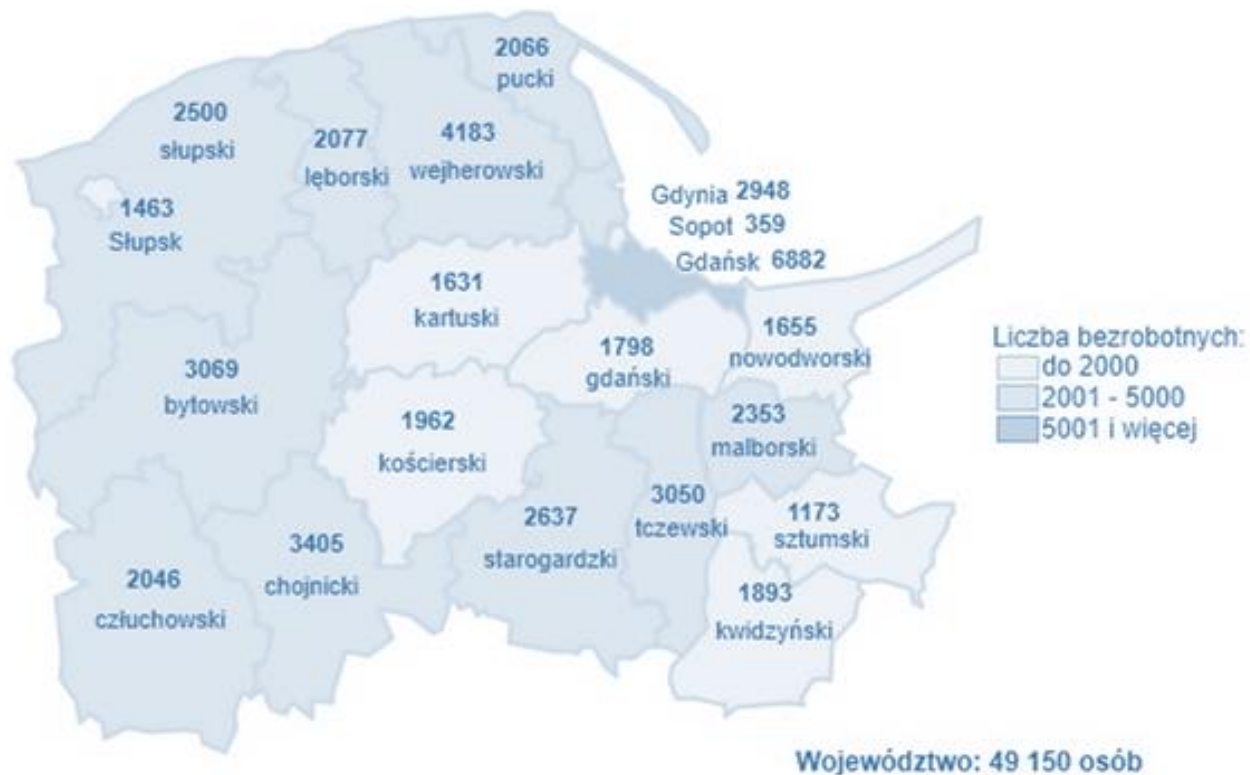 2066
pucki
2500
słupski
2077
lęborski
4183
wejherowski
1463
Słupsk
Gdynia 2948
Sopot 359
Gdańsk 6882
1631
kartuski
1798
gdański
1655
nowodworski
3069
bytowski
1962
kościerski
2353
malborski
2637
starogardzki
3050
tczewski
1173
sztumski
3405
chojnicki
2046
człuchowski
1893
kwidzyński
Liczba bezrobotnych:
do 2000
2001 - 5000
5001 i więcej
Województwo: 49 150 osób